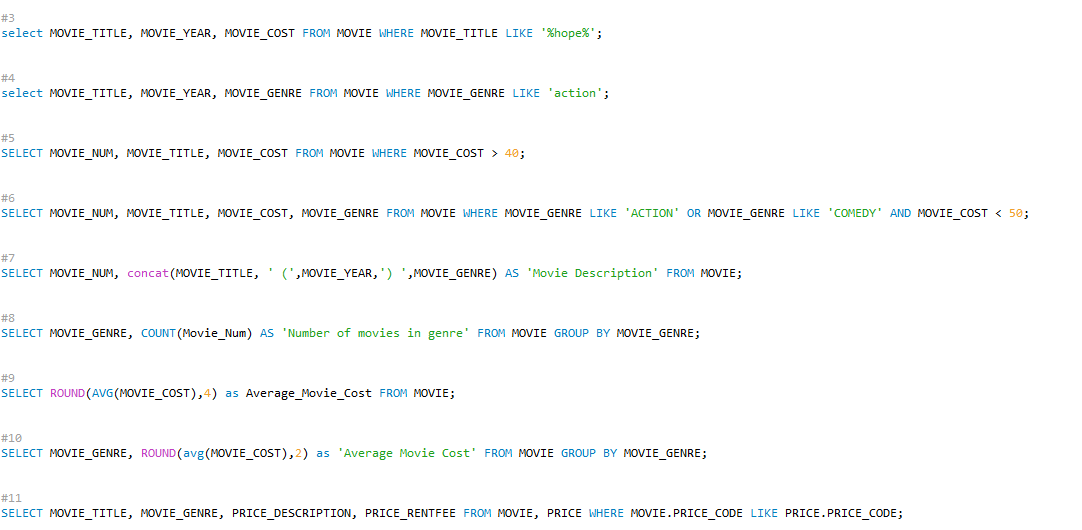 #3
select MOVIE_TITLE, MOVIE_YEAR, MOVIE_COST FROM MOVIE WHERE MOVIE_TITLE LIKE '%hope%';
#4
select MOVIE_TITLE, MOVIE_YEAR, MOVIE_GENRE FROM MOVIE WHERE MOVIE_GENRE LIKE 'action';
#5
SELECT MOVIE_NUM, MOVIE_TITLE, MOVIE_COST FROM MOVIE WHERE MOVIE_COST > 40;
#6
SELECT MOVIE_NUM, MOVIE_TITLE, MOVIE_COST, MOVIE_GENRE FROM MOVIE WHERE MOVIE_GENRE LIKE 'ACTION' OR MOVIE_GENRE LIKE 'COMEDY' AND MOVIE_COST < 50;
#7
SELECT MOVIE_NUM, concat(MOVIE_TITLE, ' (',MOVIE_YEAR,') ',MOVIE_GENRE) AS 'Movie Description' FROM MOVIE;
#8
SELECT MOVIE_GENRE, COUNT(Movie_Num) AS 'Number of movies in genre' FROM MOVIE GROUP BY MOVIE_GENRE;
#9
SELECT ROUND(AVG(MOVIE_COST),4) as Average_Movie_Cost FROM MOVIE;
#10
SELECT MOVIE_GENRE, ROUND(avg(MOVIE_COST),2) as 'Average Movie Cost' FROM MOVIE GROUP BY MOVIE_GENRE;
#11
SELECT MOVIE_TITLE, MOVIE_GENRE, PRICE_DESCRIPTION, PRICE_RENTFEE FROM MOVIE, PRICE WHERE MOVIE.PRICE_CODE LIKE PRICE.PRICE_CODE;